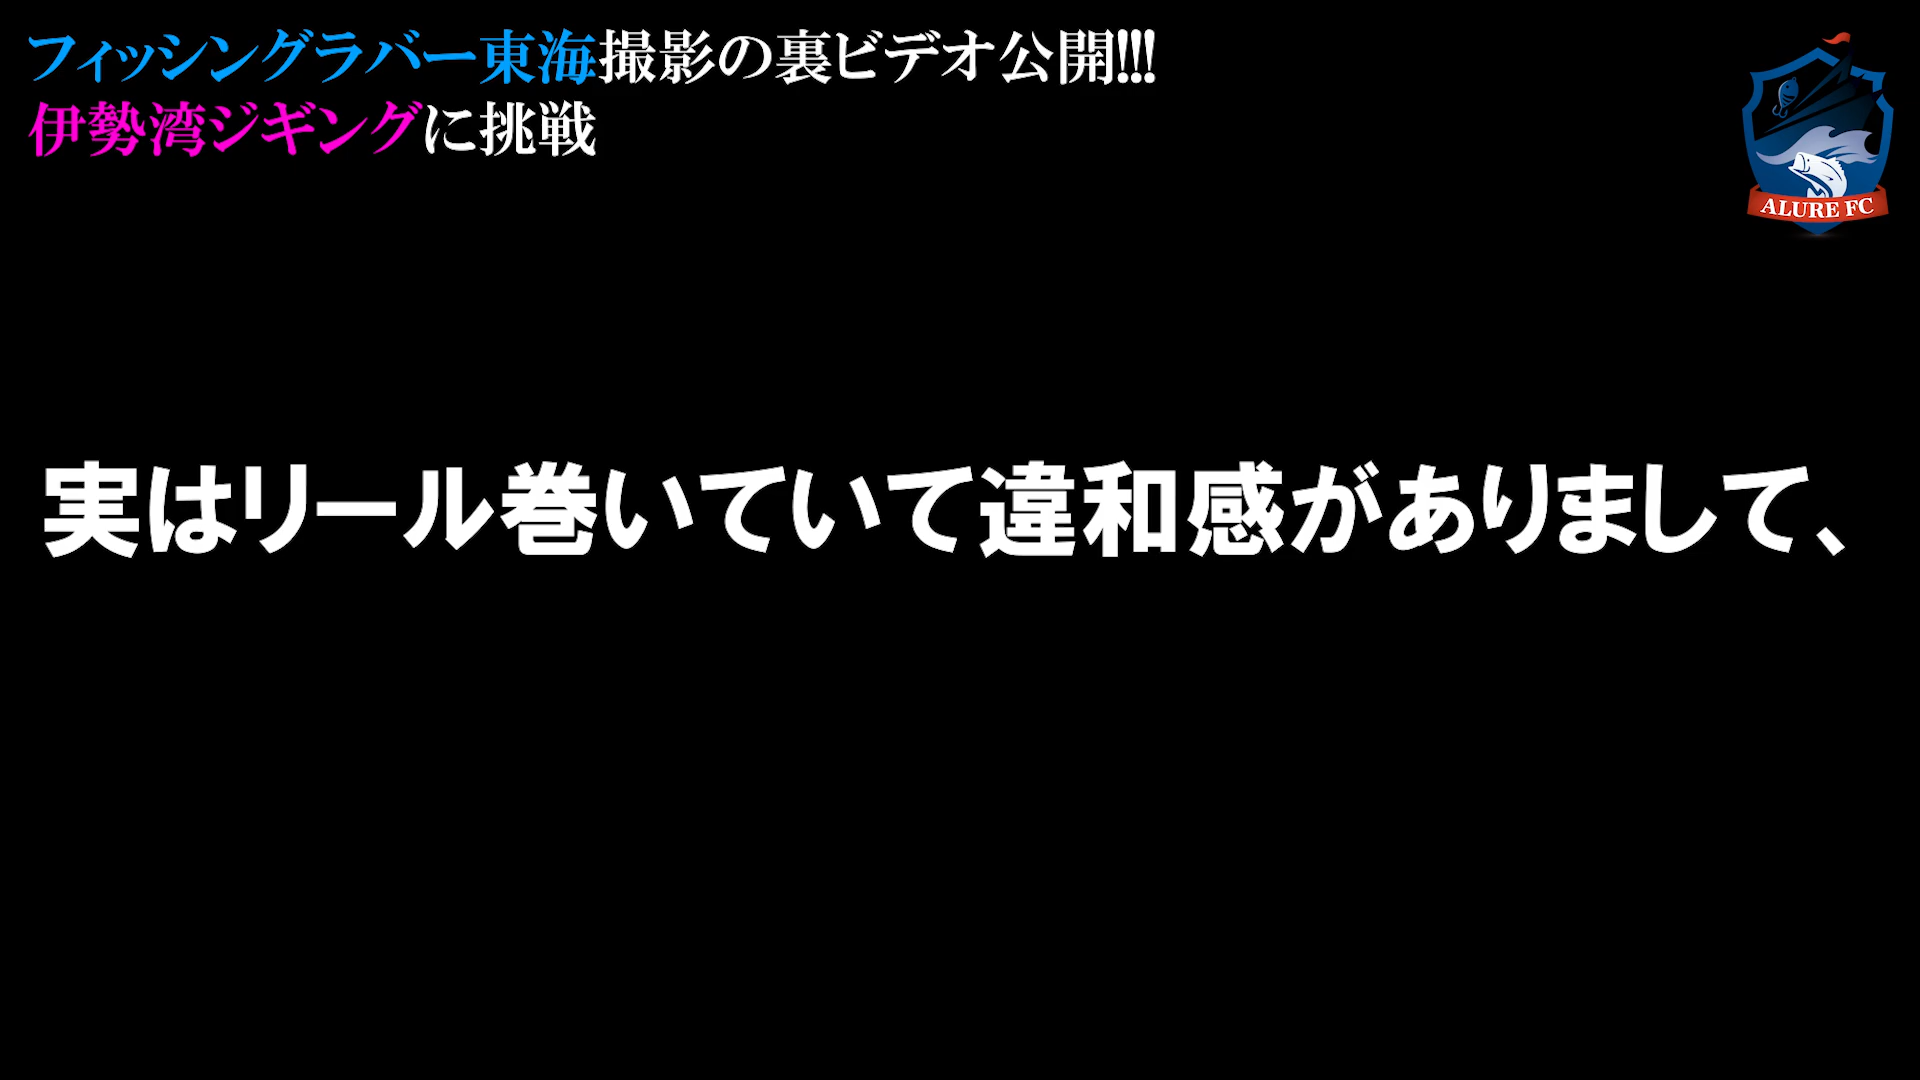 フィッシングラバー東海撮影の裏ビデオ公開!!!
伊勢湾ジギングに挑戦
ALURE FC
実はリール巻いていて違和感がありまして、